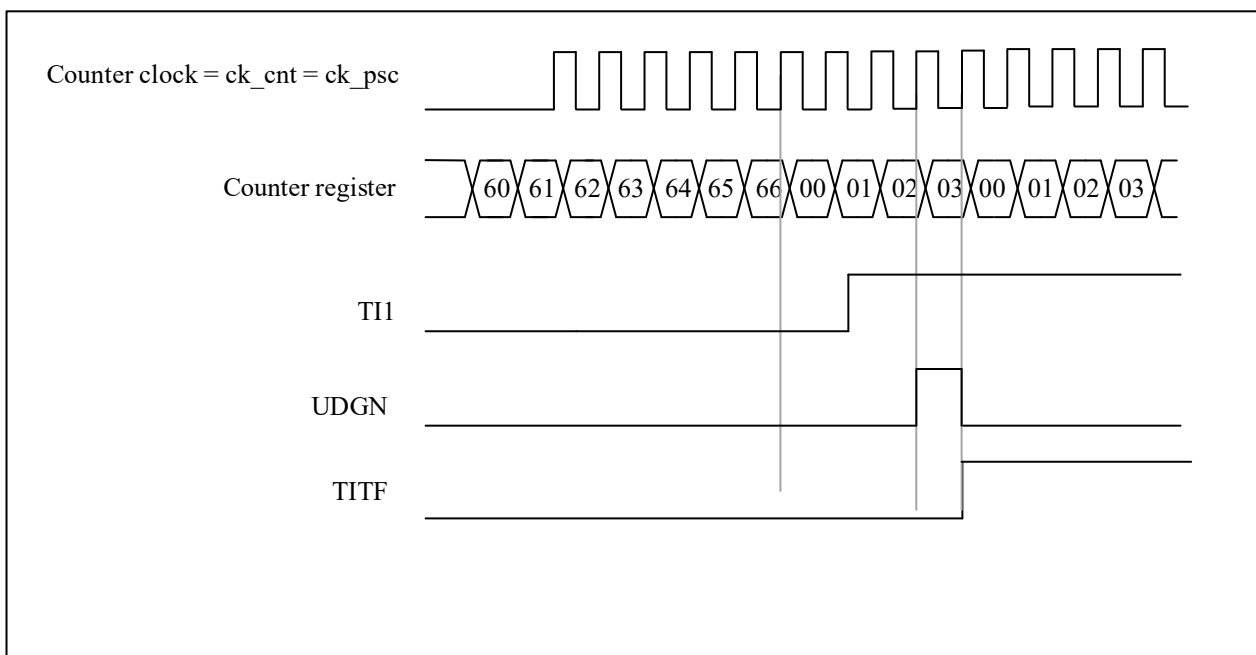 Counter clock = ck_cnt = ck_psc
Counter register
60 61 62 63 64 65 66 00 01 02 03 00 01 02 03
TI1
UDGN
TITF